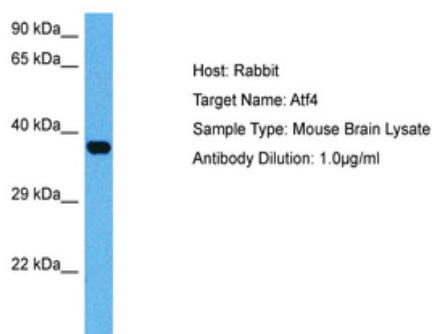 90 kDa
65 kDa
Host: Rabbit
Target Name: Atf4
40 kDa
Sample Type: Mouse Brain Lysate
Antibody Dilution: 1.0µg/ml
29 kDa
22 kDa